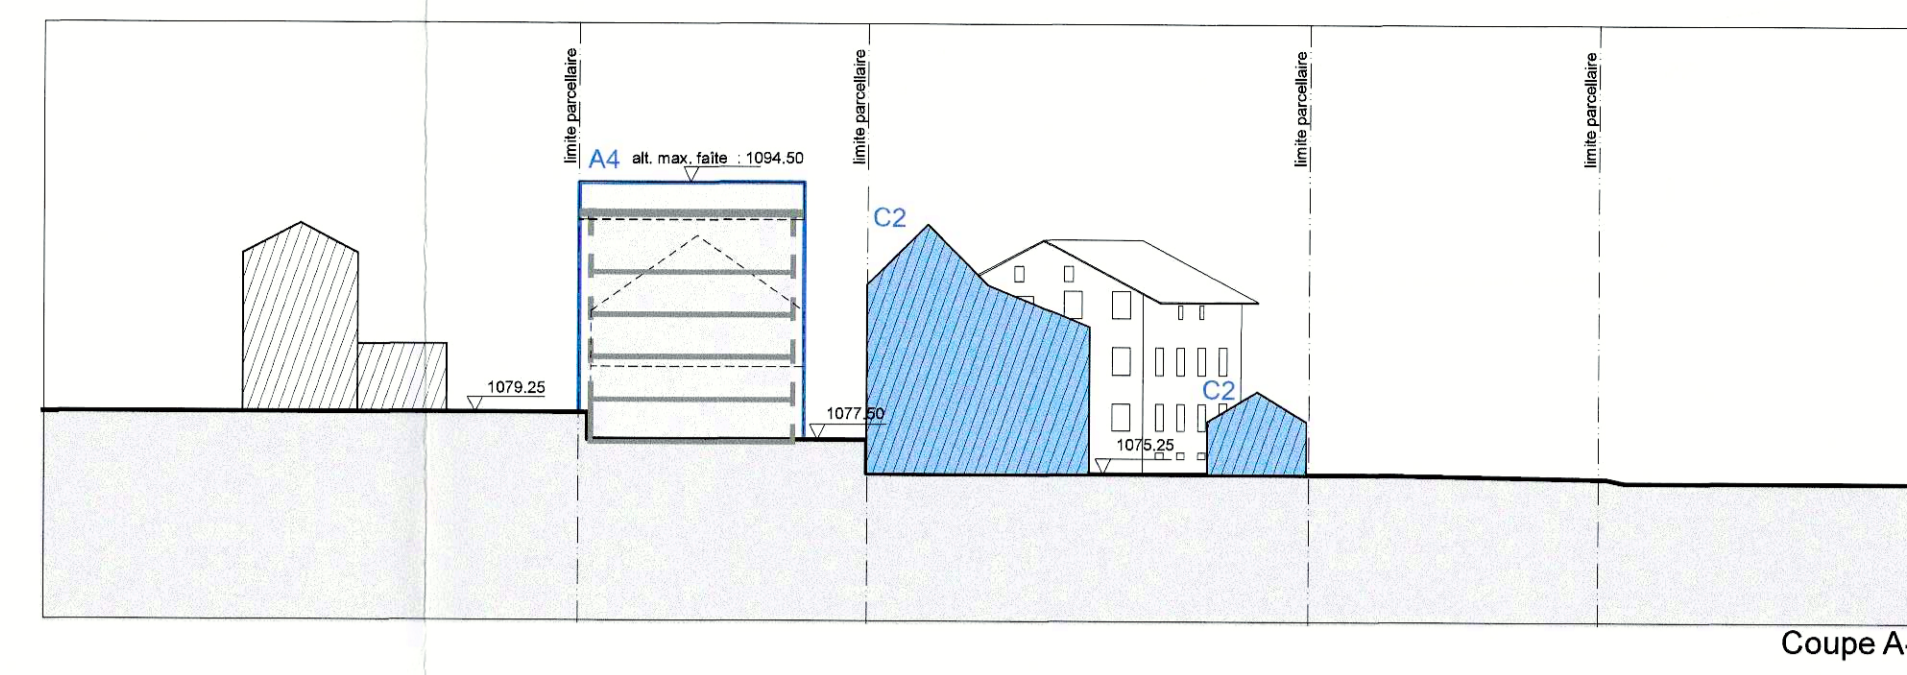 limite parcellaire
limite parcellaire
limite parcellaire
limite parcellaire
A4 alt. max. faîte : 1094.50
C2
1079.25
C2
1077.50
1075.25
Coupe A